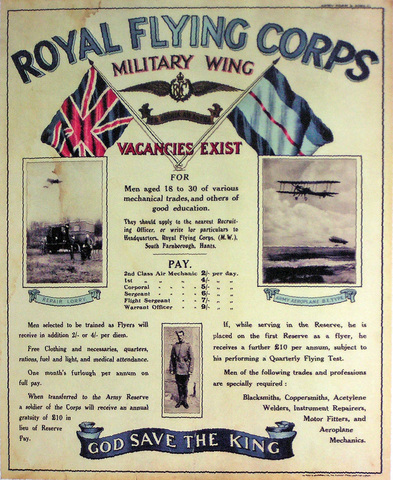 ROYAL FLYING CORPS
MILITARY WING
VACANCIES EXIST
FOR
Men aged 18 to 30 of various
mechanical trades, and others of
good education.
They should apply to the nearest Recruit-
ing Officer, or write for particulars to
Headquarters, Royal Flying Corps, (M.W.),
South Farnborough, Hants.
REPAIR LORRY
ARMY AEROPLANE B.E. TYPE
PAY.
2nd Class Air Mechanic 2/- per day.
1st „ „ 4/- „
Corporal „ 5/- „
Sergeant „ 6/- „
Flight Sergeant 7/- „
Warrant Officer 9/- „
Men selected to be trained as Flyers will
receive in addition 2/- or 4/- per diem.
Free Clothing and necessaries, quarters,
rations, fuel and light, and medical attendance.
One month's furlough per annum on
full pay.
When transferred to the Army Reserve
a soldier of the Corps will receive an annual
gratuity of £10 in
lieu of Reserve
Pay.
If, while serving in the Reserve, he is
placed on the first Reserve as a flyer, he
receives a further £10 per annum, subject to
his performing a Quarterly Flying Test.
Men of the following trades and professions
are specially required :
Blacksmiths, Coppersmiths, Acetylene
Welders, Instrument Repairers,
Motor Fitters, and
Aeroplane
Mechanics.
GOD SAVE THE KING